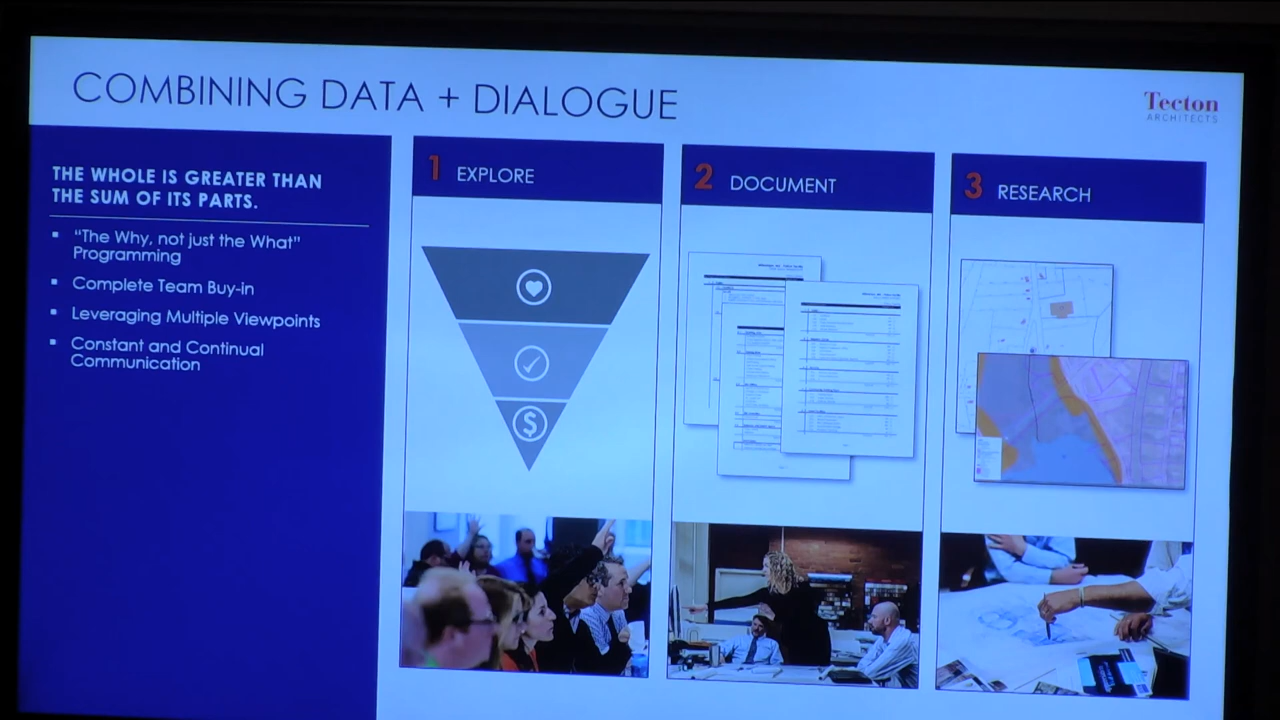 COMBINING DATA + DIALOGUE
Tecton
ARCHITECTS
THE WHOLE IS GREATER THAN
THE SUM OF ITS PARTS.
▪ “The Why, not just the What”
Programming
▪ Complete Team Buy-in
▪ Leveraging Multiple Viewpoints
▪ Constant and Continual
Communication
1 EXPLORE
$
2 DOCUMENT
3 RESEARCH